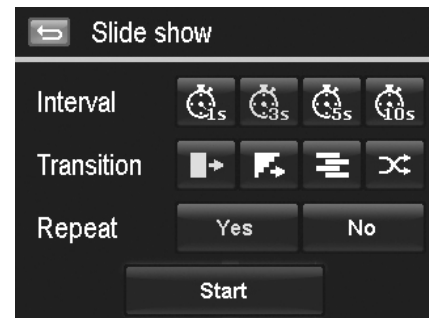 Slide show
Interval 1s 3s 5s 10s
Transition
Repeat Yes No
Start